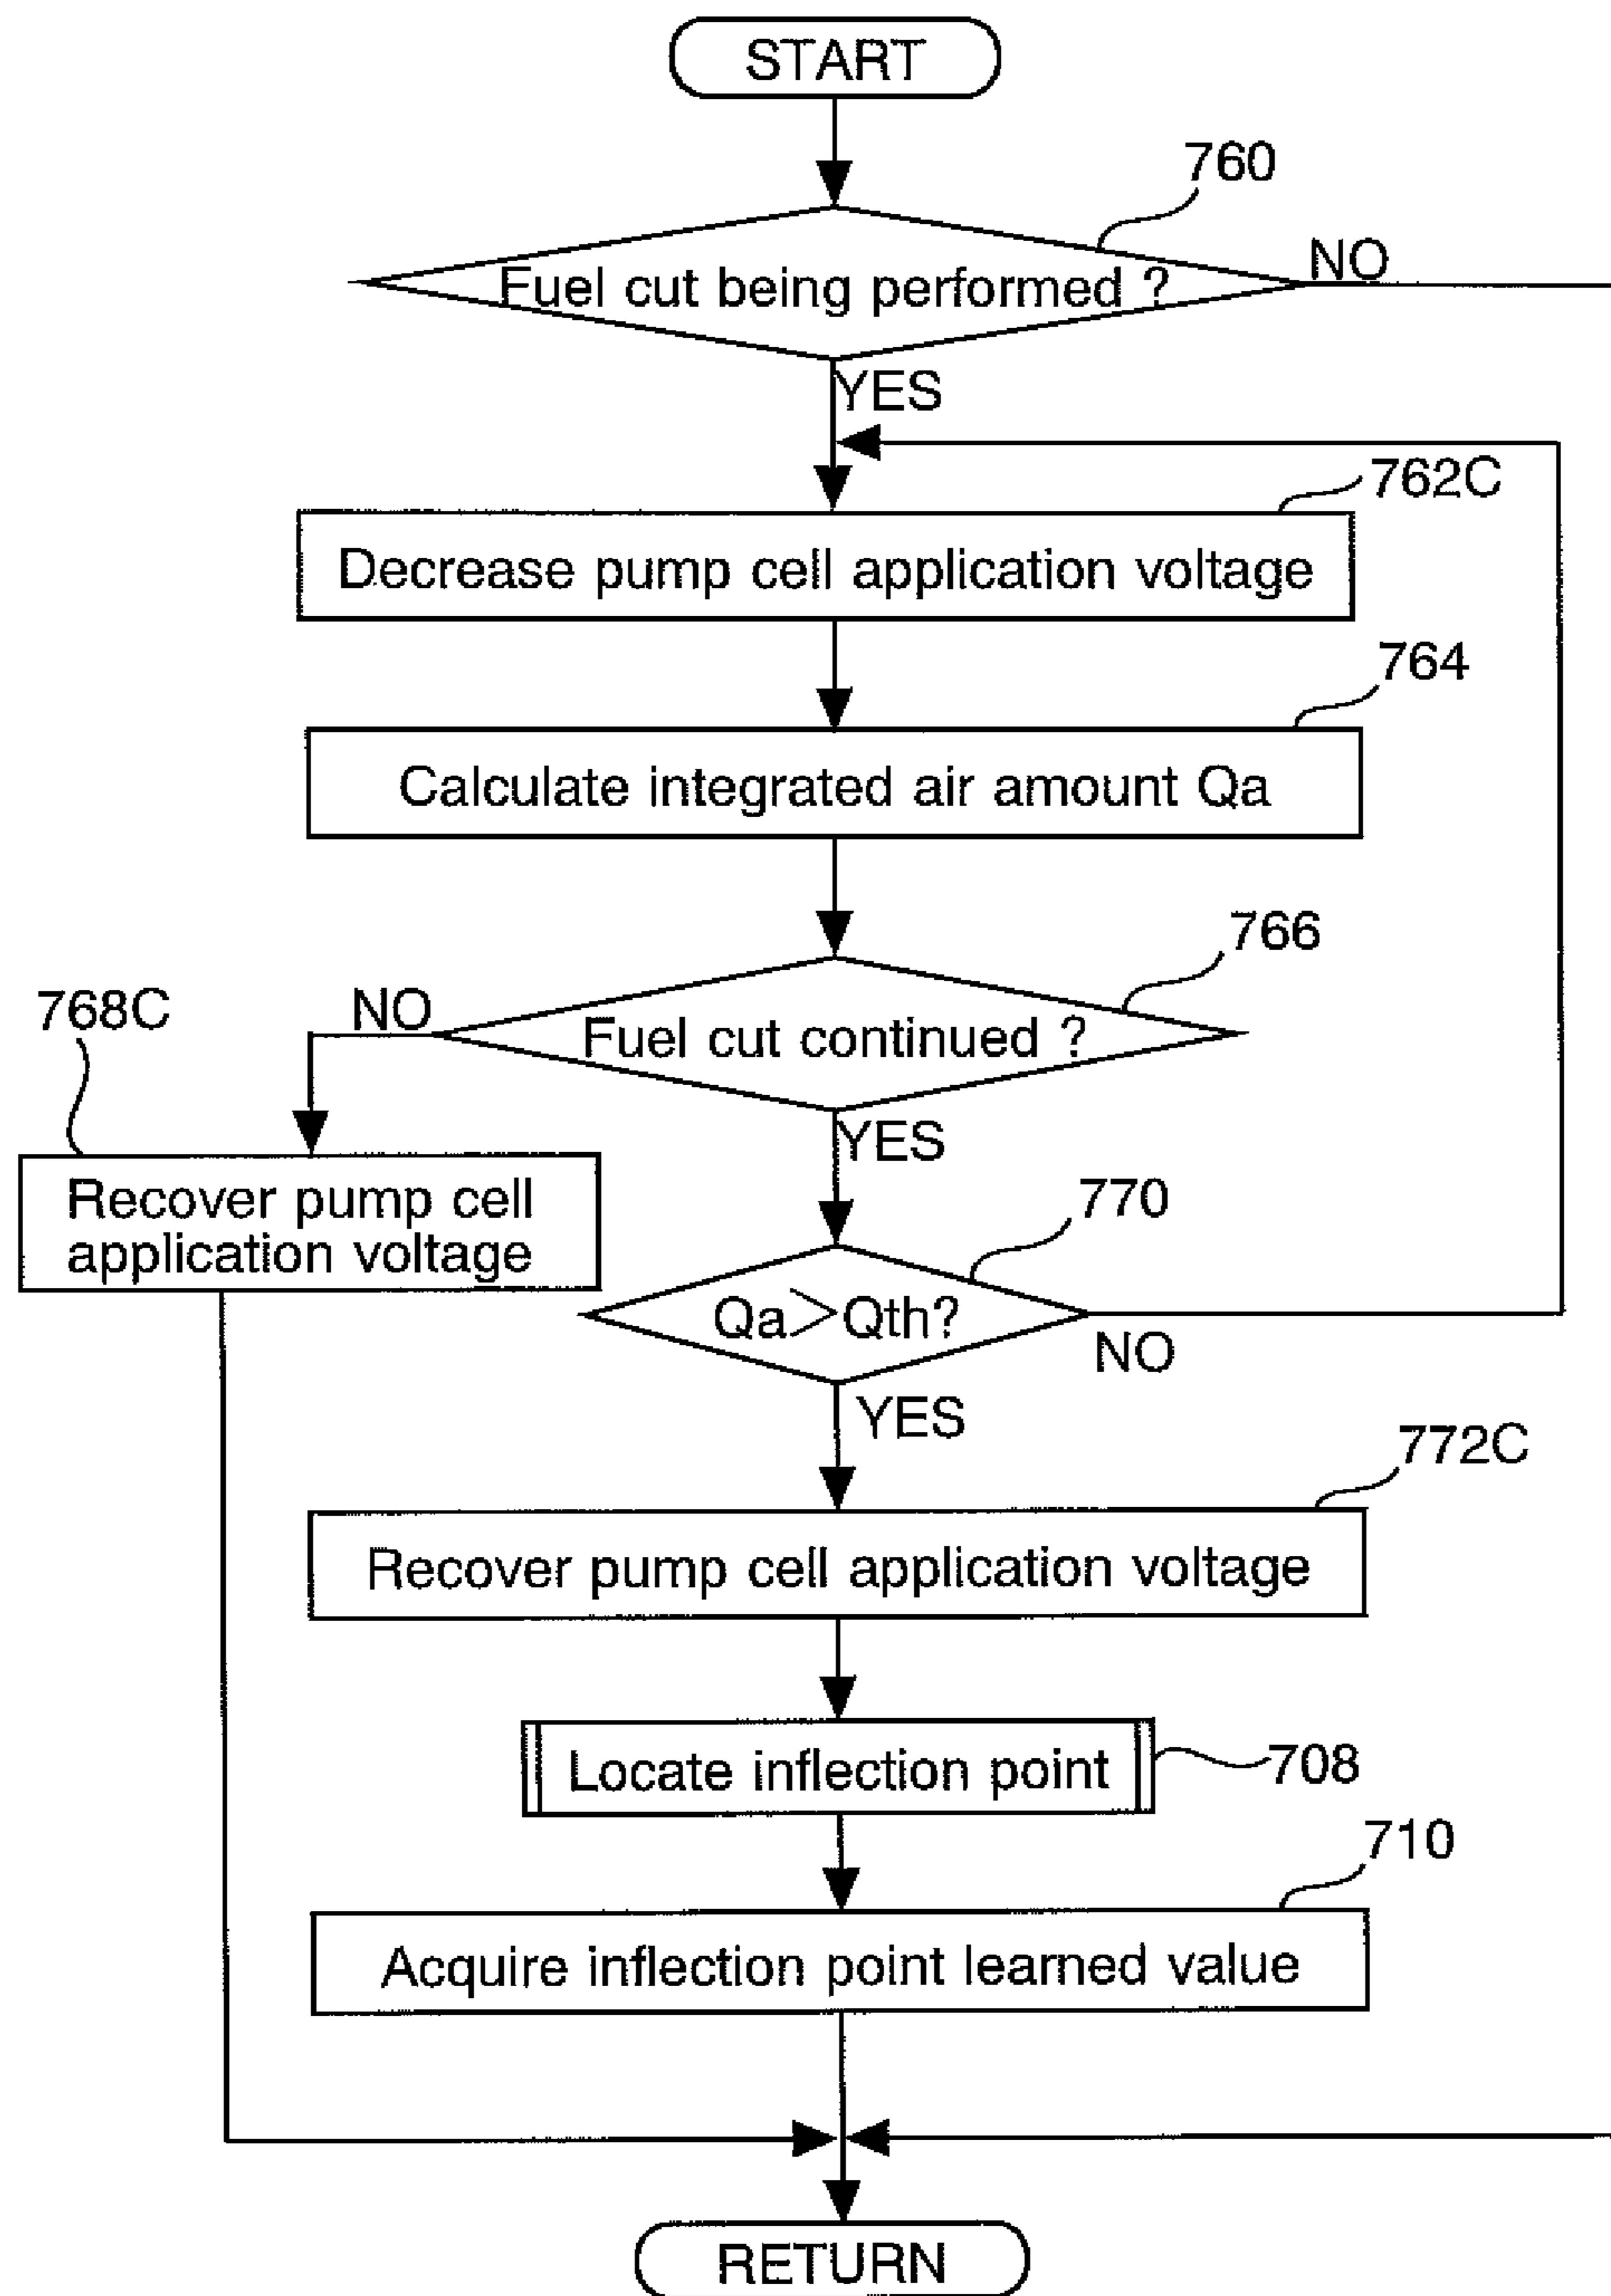 START
760
Fuel cut being performed ?
NO
YES
762C
Decrease pump cell application voltage
764
Calculate integrated air amount Qa
766
768C
NO
Fuel cut continued ?
YES
Recover pump cell
application voltage
770
Qa>Qth?
NO
YES
772C
Recover pump cell application voltage
Locate inflection point
708
710
Acquire inflection point learned value
RETURN